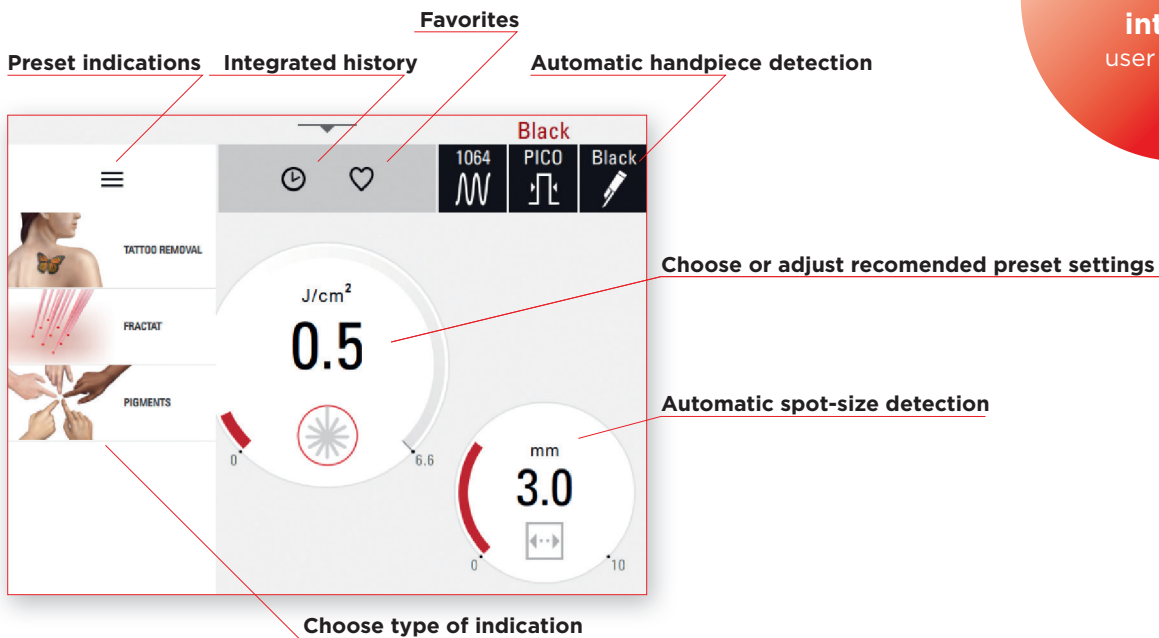 Favorites
Preset indications
Integrated history
Automatic handpiece detection
user
Black
1064
PICO
Black
TATTOO REMOVAL
FRACTAT
PIGMENTS
J/cm²
0.5
0
6.6
Choose or adjust recomended preset settings
Automatic spot-size detection
mm
3.0
0
10
Choose type of indication